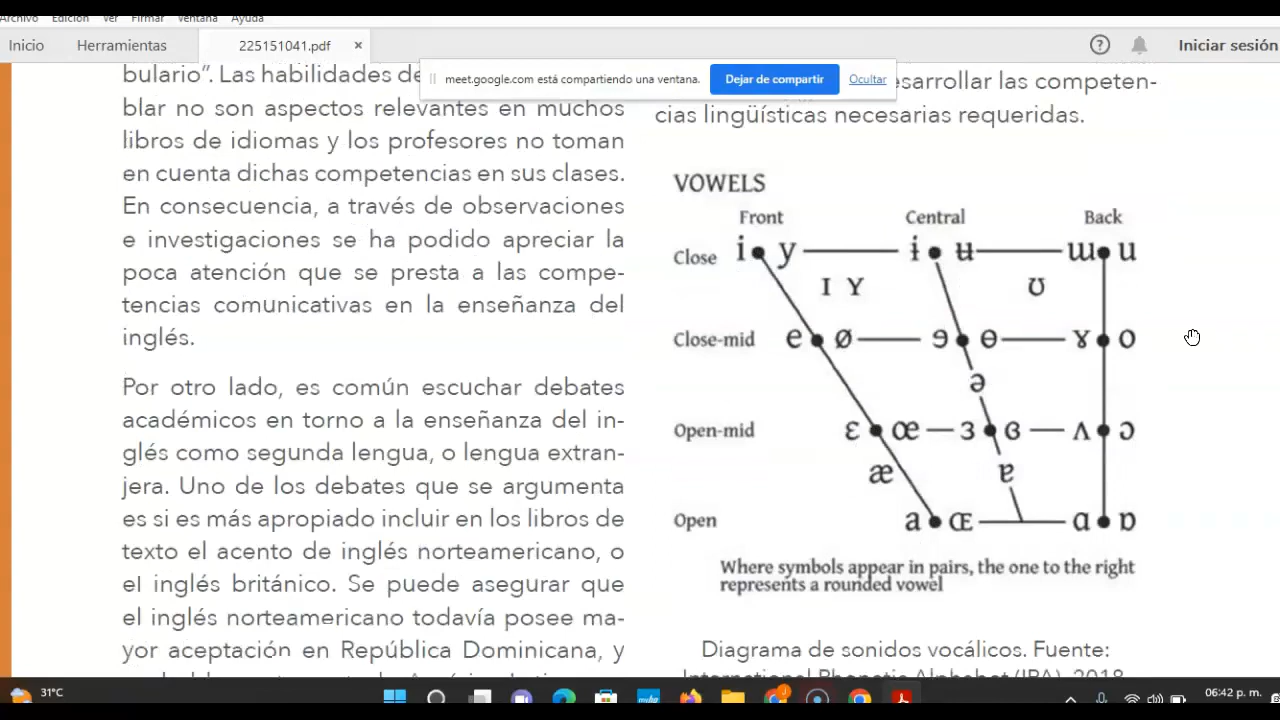 Archivo Edición Ver Firmar Ventana Ayuda
Inicio Herramientas 225151041.pdf × ? Iniciar sesión
meet.google.com está compartiendo una ventana. Dejar de compartir Ocultar
bulario”. Las habilidades de
blar no son aspectos relevantes en muchos
libros de idiomas y los profesores no toman
en cuenta dichas competencias en sus clases.
En consecuencia, a través de observaciones
e investigaciones se ha podido apreciar la
poca atención que se presta a las compe-
tencias comunicativas en la enseñanza del
inglés.
Por otro lado, es común escuchar debates
académicos en torno a la enseñanza del in-
glés como segunda lengua, o lengua extran-
jera. Uno de los debates que se argumenta
es si es más apropiado incluir en los libros de
texto el acento de inglés norteamericano, o
el inglés británico. Se puede asegurar que
el inglés norteamericano todavía posee ma-
yor aceptación en República Dominicana, y
esarrollar las competen-
cias lingüísticas necesarias requeridas.
VOWELS
Front Central Back
Close i y ɨ ʉ ɯ u
I Y ʊ
Close-mid e ø ɘ ɵ ɤ o
ə
Open-mid ɛ œ ɜ ɞ ʌ ɔ
æ ɐ
Open a ɶ ɑ ɒ
Where symbols appear in pairs, the one to the right
represents a rounded vowel
Diagrama de sonidos vocálicos. Fuente:
International Phonetic Alphabet (IPA), 2018
31°C 06:42 p. m.